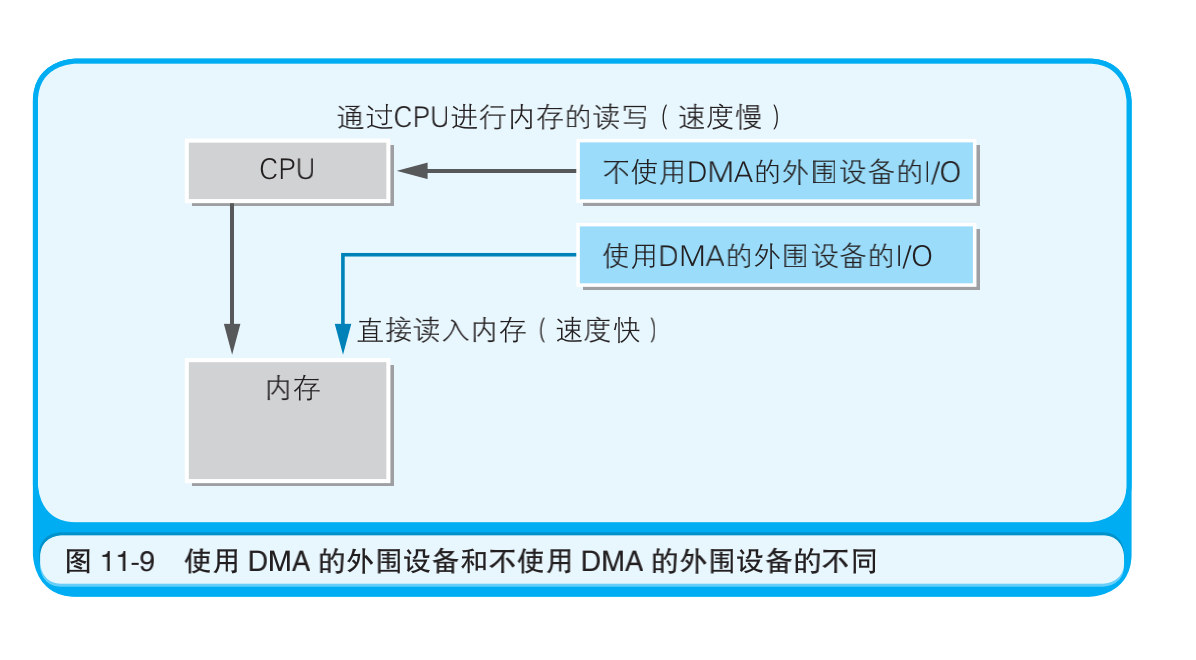 通过CPU进行内存的读写（速度慢）
CPU
不使用DMA的外围设备的I/O
使用DMA的外围设备的I/O
直接读入内存（速度快）
内存
图 11-9 使用 DMA 的外围设备和不使用 DMA 的外围设备的不同